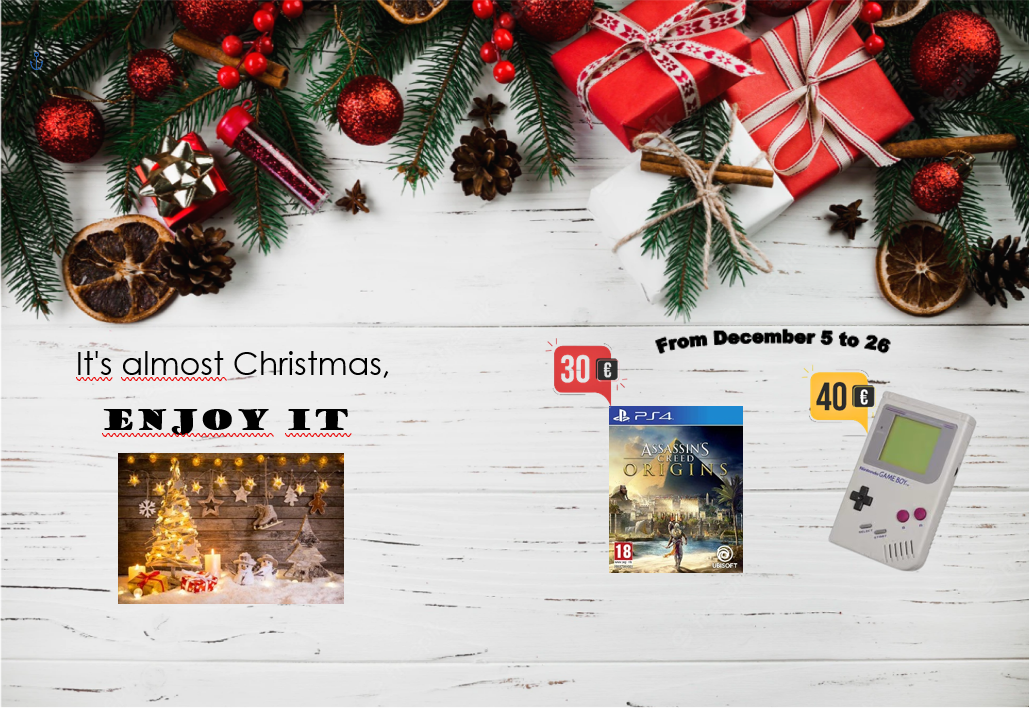 From December 5 to 26
It's almost Christmas,
ENJOY IT
30 €
40 €
PS4
ASSASSIN'S
CREED
ORIGINS
18
UBISOFT
Nintendo GAME BOY